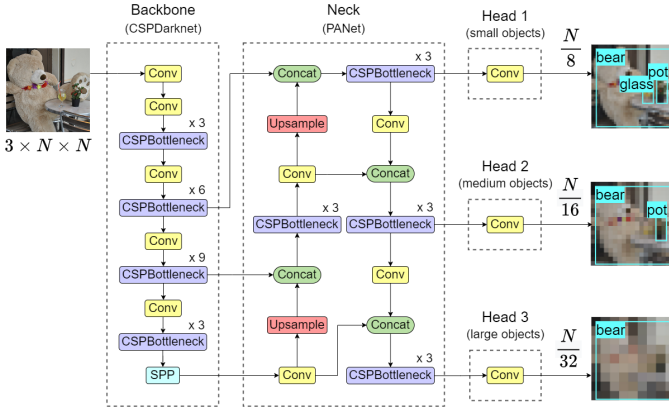 Backbone
(CSPDarknet)
Conv
Conv
x 3
CSPBottleneck
Conv
x 6
CSPBottleneck
Conv
x 9
CSPBottleneck
Conv
x 3
CSPBottleneck
SPP
3 × N × N
Neck
(PANet)
Concat
Upsample
Conv
x 3
CSPBottleneck
Concat
Upsample
Conv
x 3
CSPBottleneck
Conv
Concat
x 3
CSPBottleneck
Conv
Concat
x 3
CSPBottleneck
Head 1
(small objects)
Conv
N
8
bear
pot
glass
Head 2
(medium objects)
Conv
N
16
bear
pot
Head 3
(large objects)
Conv
N
32
bear